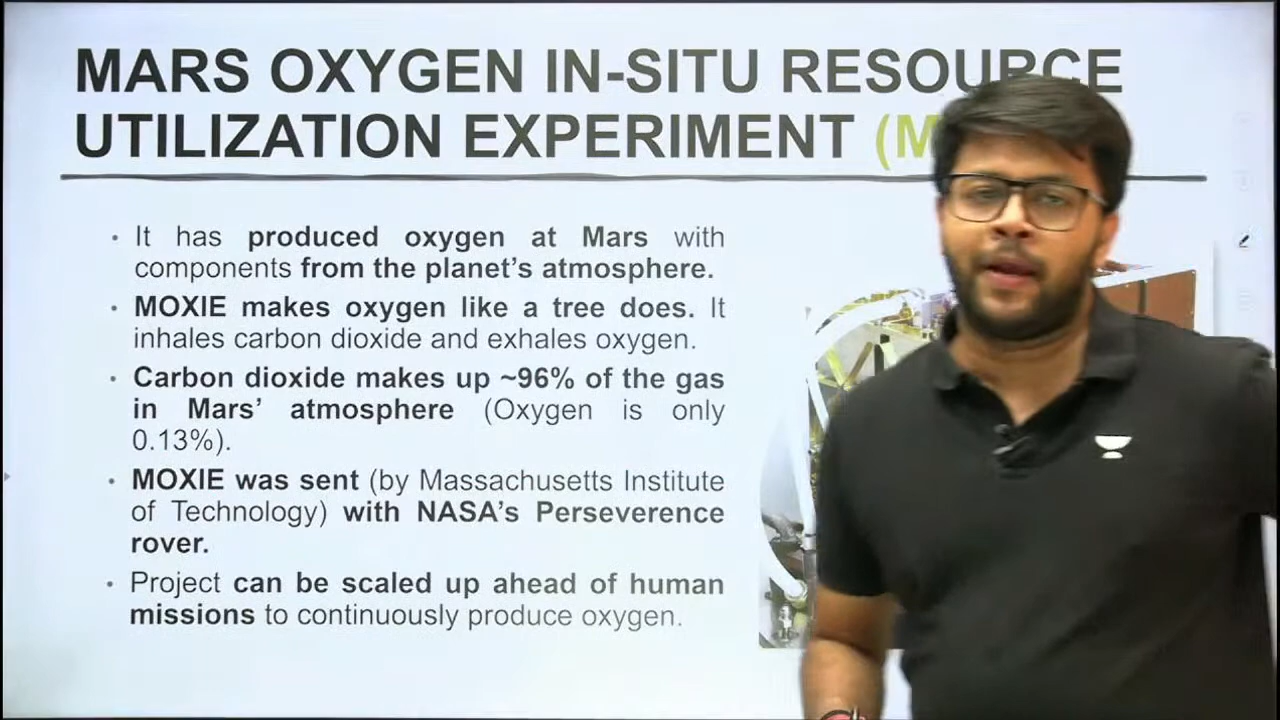 MARS OXYGEN IN-SITU RESOURCE
UTILIZATION EXPERIMENT (M
• It has produced oxygen at Mars with
components from the planet's atmosphere.
• MOXIE makes oxygen like a tree does. It
inhales carbon dioxide and exhales oxygen.
• Carbon dioxide makes up ~96% of the gas
in Mars' atmosphere (Oxygen is only
0.13%).
• MOXIE was sent (by Massachusetts Institute
of Technology) with NASA's Perseverence
rover.
• Project can be scaled up ahead of human
missions to continuously produce oxygen.